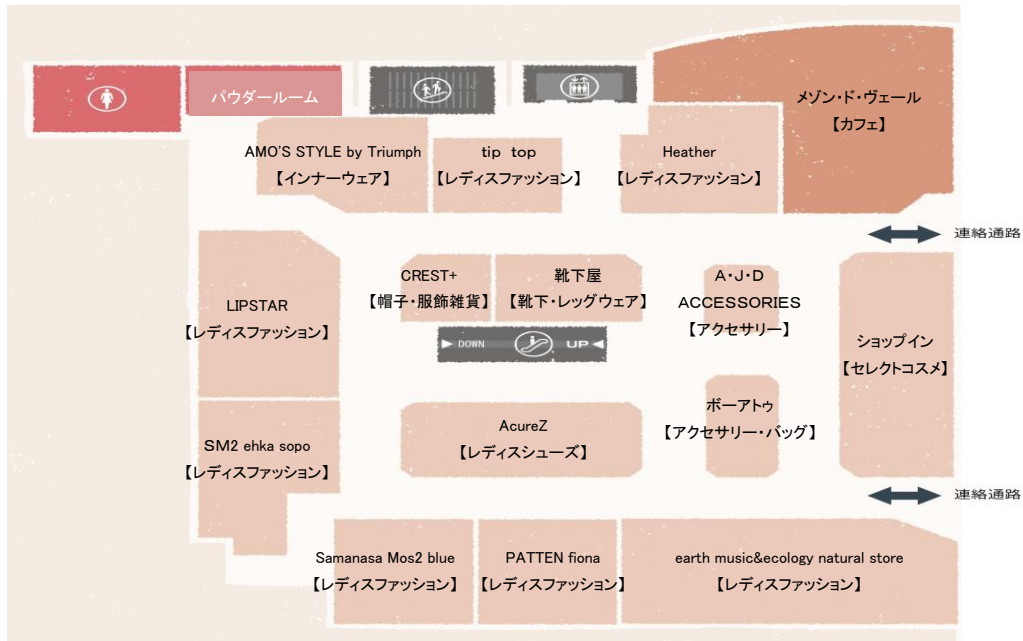 パウダールーム
メゾン・ド・ヴェール
【カフェ】
AMO'S STYLE by Triumph
【インナーウェア】
tip top
【レディスファッション】
Heather
【レディスファッション】
連絡通路
LIPSTAR
【レディスファッション】
CREST+
【帽子・服飾雑貨】
靴下屋
【靴下・レッグウェア】
A・J・D
ACCESSORIES
【アクセサリー】
ショップイン
【セレクトコスメ】
DOWN
UP
SM2 ehka sopo
【レディスファッション】
AcureZ
【レディスシューズ】
ボーアトゥ
【アクセサリー・バッグ】
連絡通路
Samanasa Mos2 blue
【レディスファッション】
PATTEN fiona
【レディスファッション】
earth music&ecology natural store
【レディスファッション】